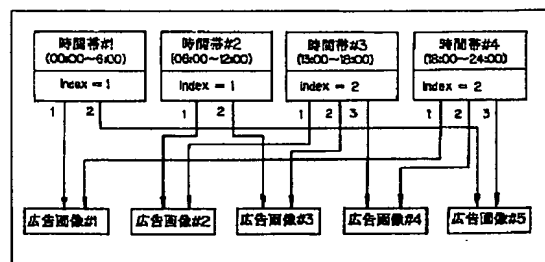 時間帯#1
(00:00～6:00)
Index = 1
時間帯#2
(06:00～12:00)
Index = 1
時間帯#3
(13:00～18:00)
Index = 2
時間帯#4
(18:00～24:00)
Index = 2
1 2 1 2 1 2 3 1 2 3
広告画像#1
広告画像#2
広告画像#3
広告画像#4
広告画像#5